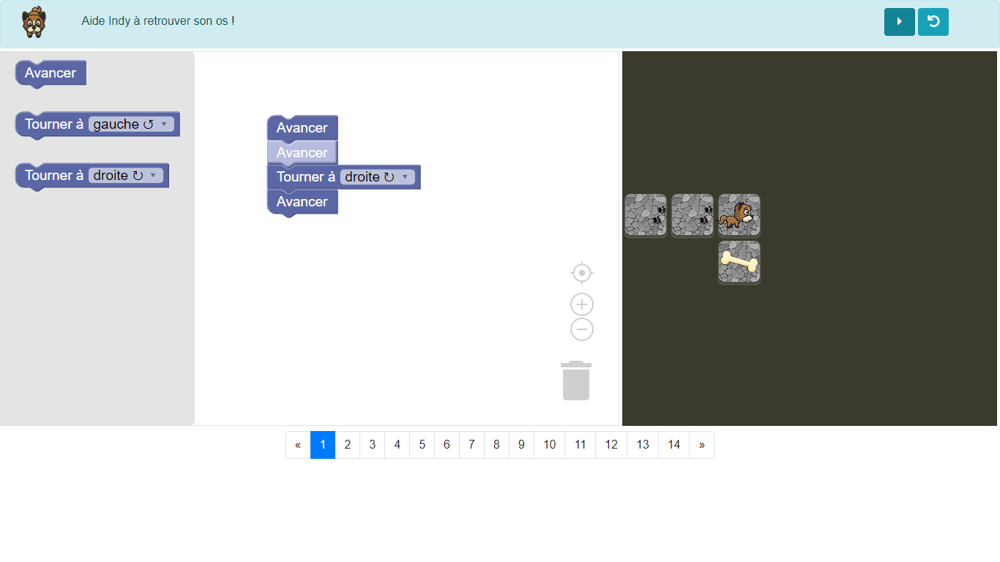 Aide Indy à retrouver son os !
Avancer
Tourner à gauche ↺ ▾
Tourner à droite ↻ ▾
Avancer
Avancer
Tourner à droite ↻ ▾
Avancer
« 1 2 3 4 5 6 7 8 9 10 11 12 13 14 »